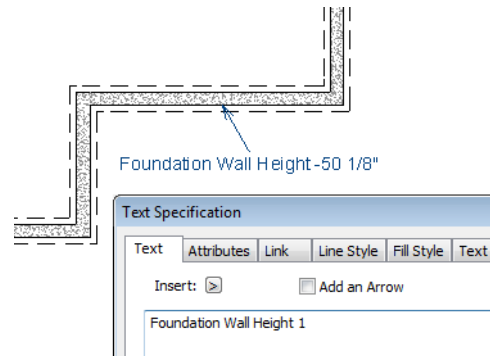 Foundation Wall Height-50 1/8"
Text Specification
Text Attributes Link Line Style Fill Style Text
Insert: > Add an Arrow
Foundation Wall Height 1